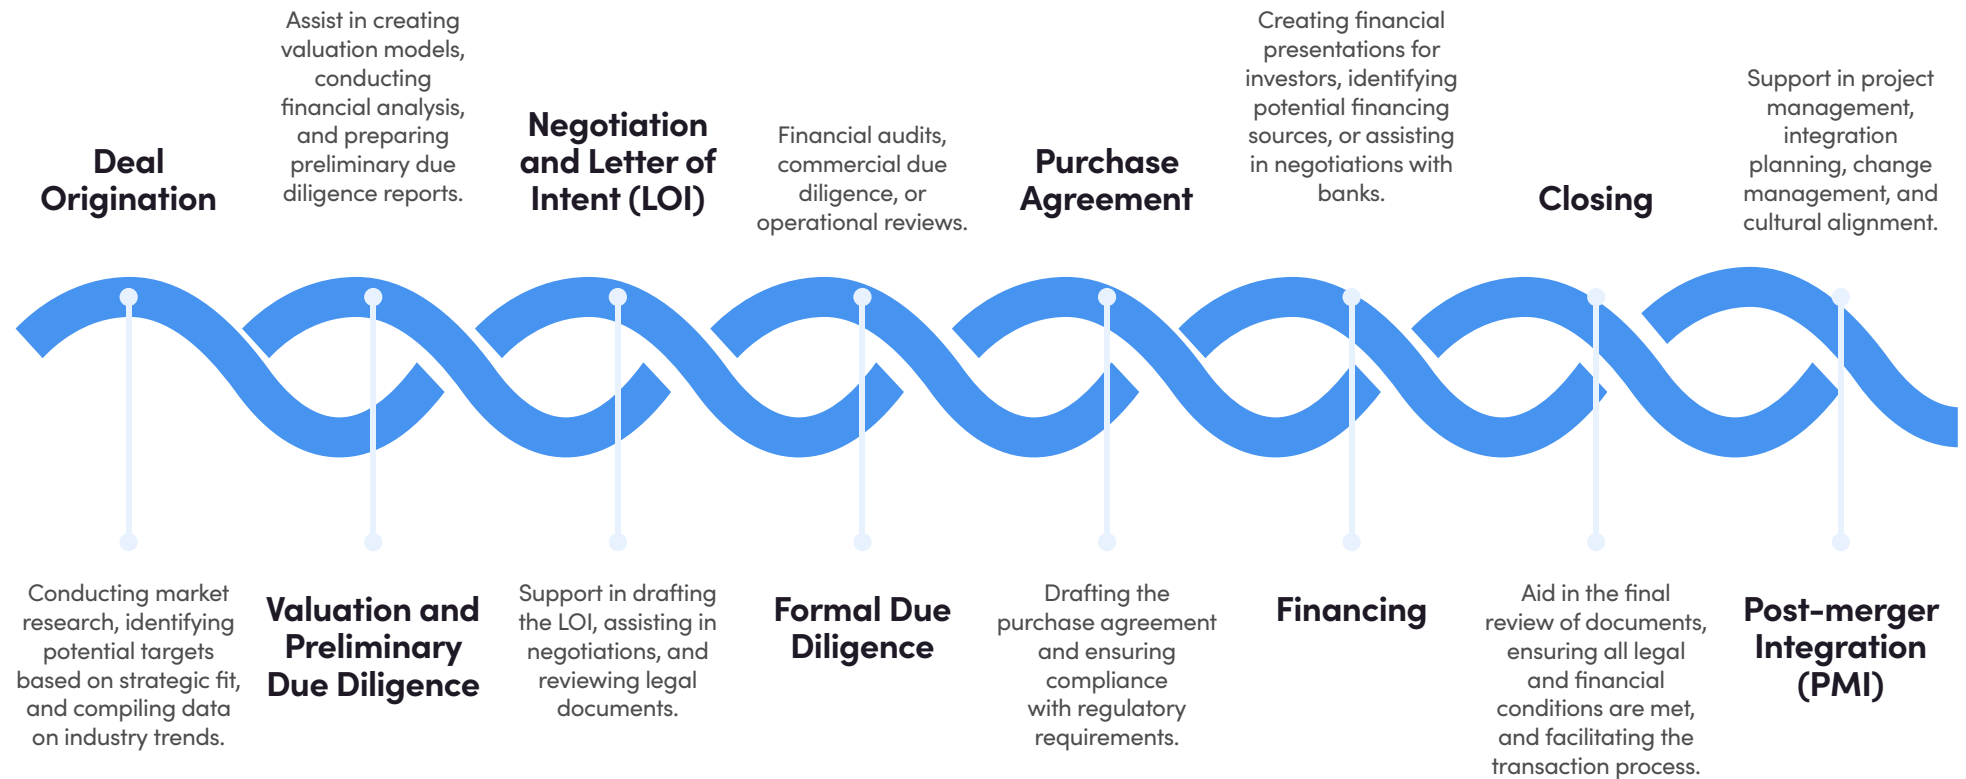 Deal
Origination
Conducting market
research, identifying
potential targets
based on strategic fit,
and compiling data
on industry trends.
Assist in creating
valuation models,
conducting
financial analysis,
and preparing
preliminary due
diligence reports.
Valuation and
Preliminary
Due Diligence
Negotiation
and Letter of
Intent (LOI)
Support in drafting
the LOI, assisting in
negotiations, and
reviewing legal
documents.
Financial audits,
commercial due
diligence, or
operational reviews.
Formal Due
Diligence
Purchase
Agreement
Drafting the
purchase agreement
and ensuring
compliance
with regulatory
requirements.
Creating financial
presentations for
investors, identifying
potential financing
sources, or assisting
in negotiations with
banks.
Financing
Closing
Aid in the final
review of documents,
ensuring all legal
and financial
conditions are met,
and facilitating the
transaction process.
Support in project
management,
integration
planning, change
management, and
cultural alignment.
Post-merger
Integration
(PMI)